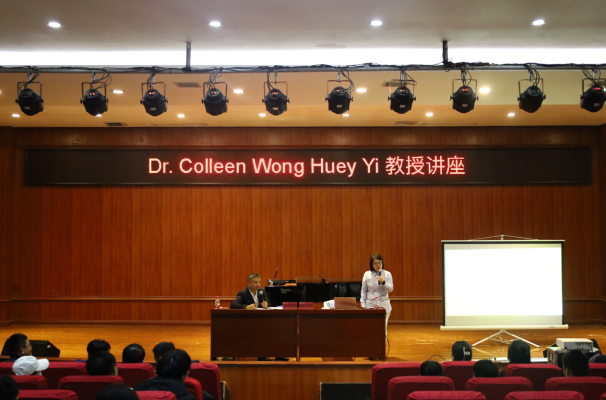 Dr. Colleen Wong Huey Yi 教授讲座